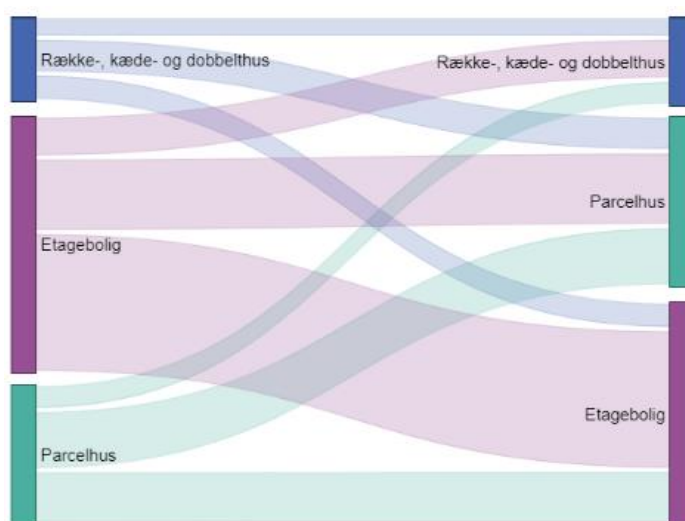 Række-, kæde- og dobbelthus
Række-, kæde- og dobbelthus
Parcelhus
Etagebolig
Etagebolig
Parcelhus